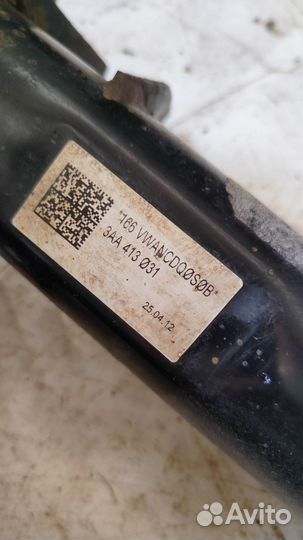 *166 VWANCDQ0S0B*
3AA 413 031
25.04.12
Avito